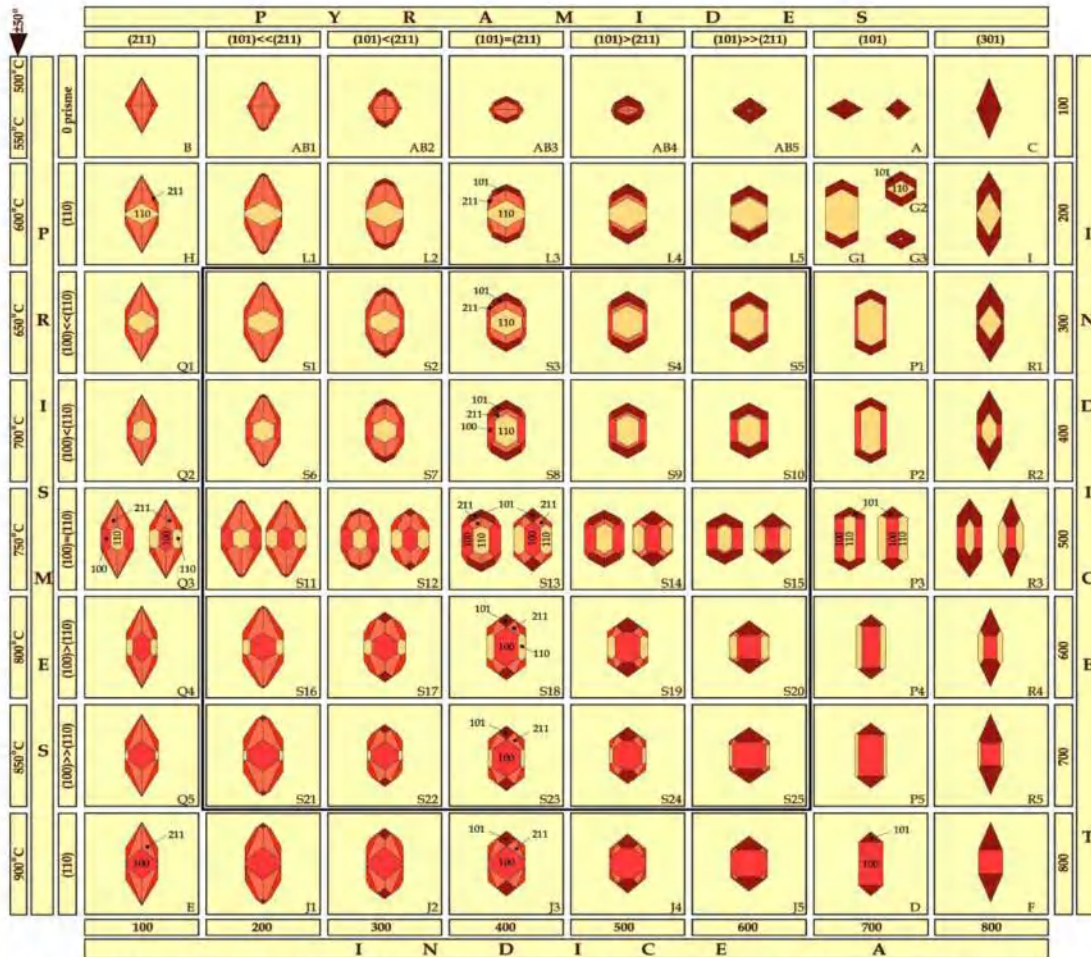 P Y R A M I D E S
±50°
(211) (101)<<(211) (101)<(211) (101)=(211) (101)>(211) (101)>>(211) (101) (301)
500°C 550°C 0 prisme B AB1 AB2 AB3 AB4 AB5 A C 100
600°C (110) 211 110 H L1 L2 101 211 110 L3 L4 L5 101 110 G2 G1 G3 I 200
650°C (100)<<(110) Q1 S1 S2 101 211 110 S3 S4 S5 P1 R1 300
700°C (100)<(110) Q2 S6 S7 101 211 100 110 S8 S9 S10 P2 R2 400
750°C (100)=(110) 211 110 100 100 110 Q3 S11 S12 211 101 211 100 110 100 110 S13 S14 S15 101 100 110 100 110 P3 R3 500
800°C (100)>(110) Q4 S16 S17 101 211 100 110 S18 S19 S20 P4 R4 600
850°C (100)>>(110) Q5 S21 S22 101 211 100 S23 S24 S25 P5 R5 700
900°C (110) 211 100 E J1 J2 101 211 100 J3 J4 J5 101 100 D F 800
P R I S M E S
I N D I C E T
100 200 300 400 500 600 700 800
I N D I C E A